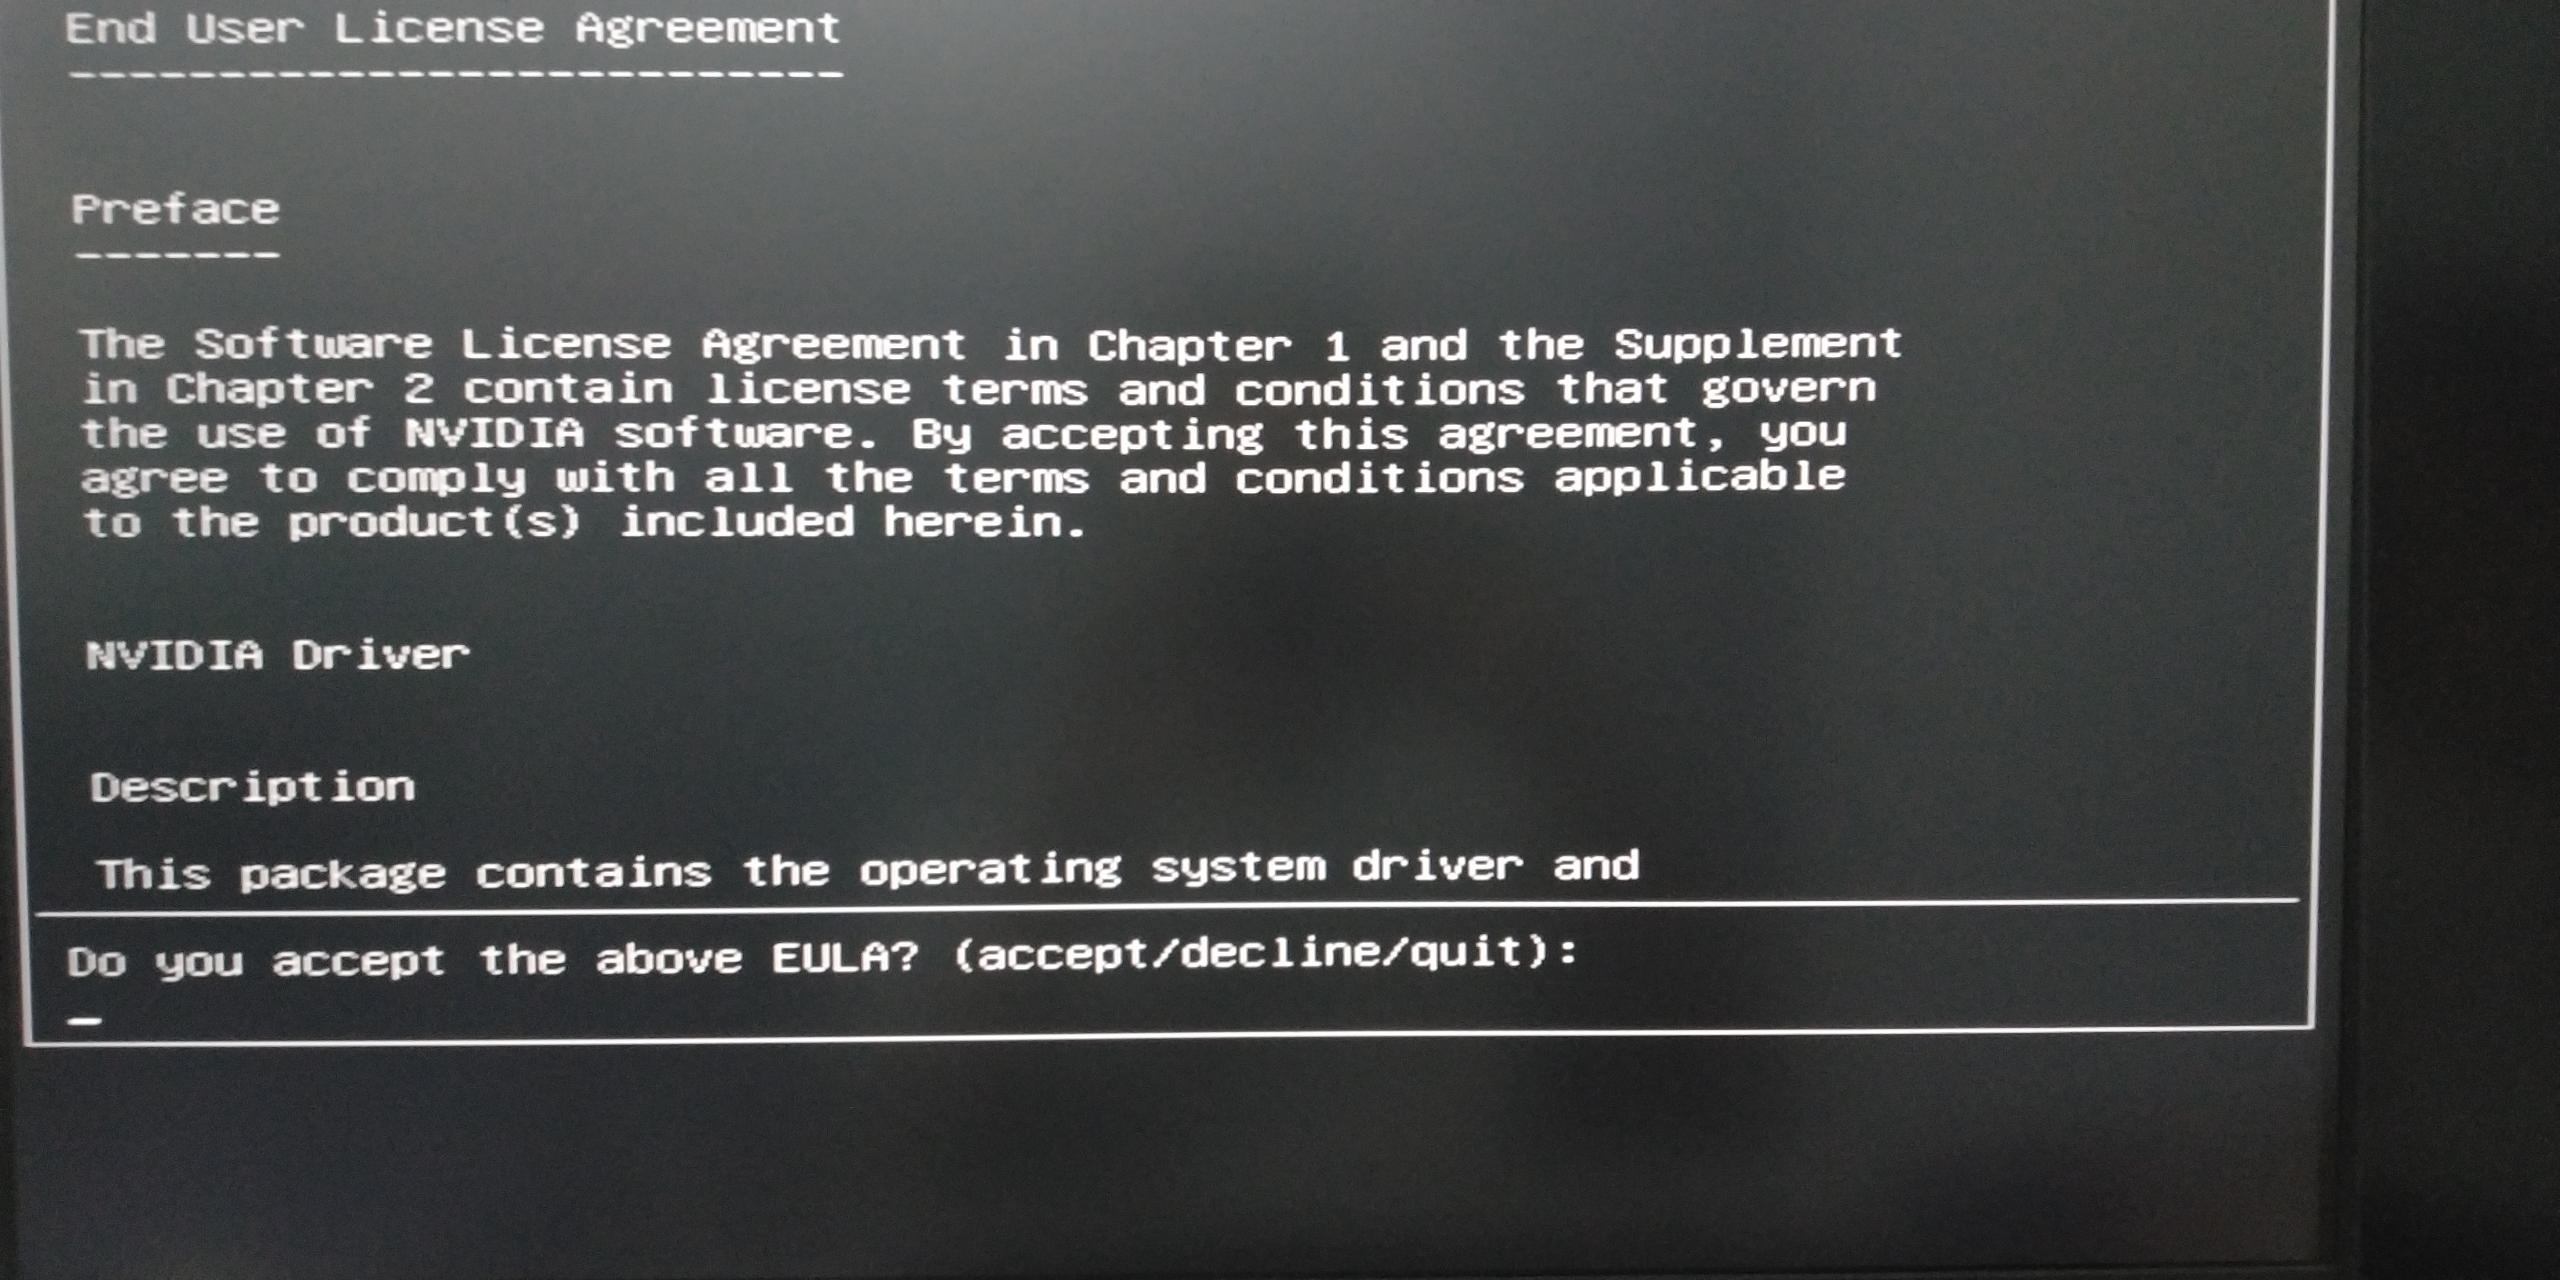 End User License Agreement
--------------------------
Preface
-------
The Software License Agreement in Chapter 1 and the Supplement
in Chapter 2 contain license terms and conditions that govern
the use of NVIDIA software. By accepting this agreement, you
agree to comply with all the terms and conditions applicable
to the product(s) included herein.
NVIDIA Driver
Description
This package contains the operating system driver and
Do you accept the above EULA? (accept/decline/quit):
_